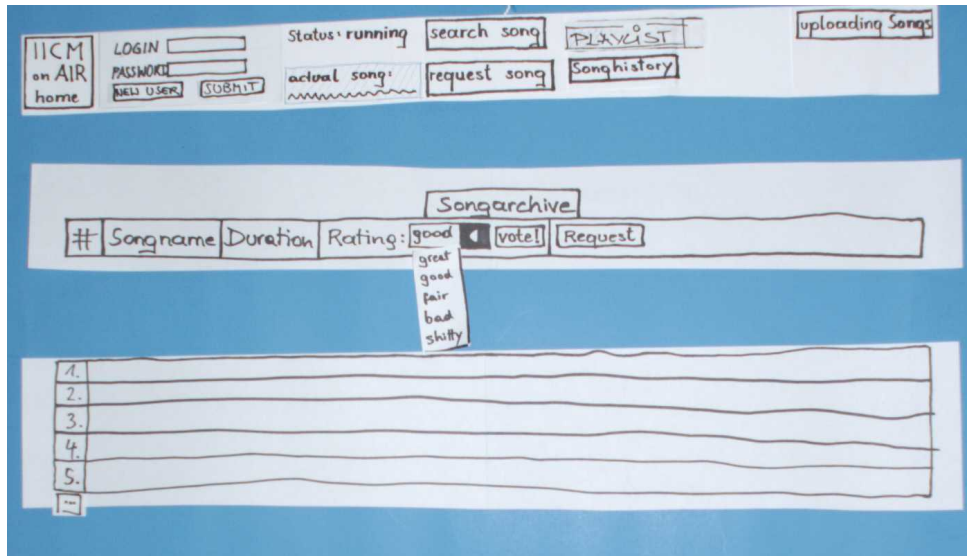 IICM
on AIR
home
LOGIN
PASSWORD
NEW USER SUBMIT
Status: running
actual song:
search song
request song
PLAYLIST
Songhistory
uploading Songs
Songarchive
# Songname Duration Rating: good vote! Request
great
good
fair
bad
shitty
1.
2.
3.
4.
5.
...